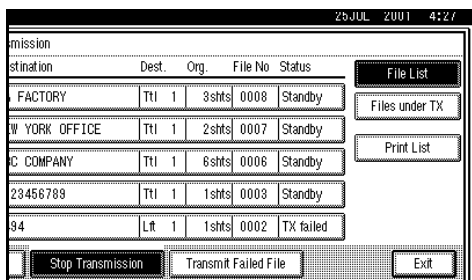 25JUL 2001 4:27
smission
stination Dest. Org. File No Status
File List
FACTORY Ttl 1 3shts 0008 Standby
Files under TX
W YORK OFFICE Ttl 1 2shts 0007 Standby
Print List
C COMPANY Ttl 1 6shts 0006 Standby
23456789 Ttl 1 1shts 0003 Standby
94 Lft 1 1shts 0002 TX failed
Stop Transmission Transmit Failed File Exit